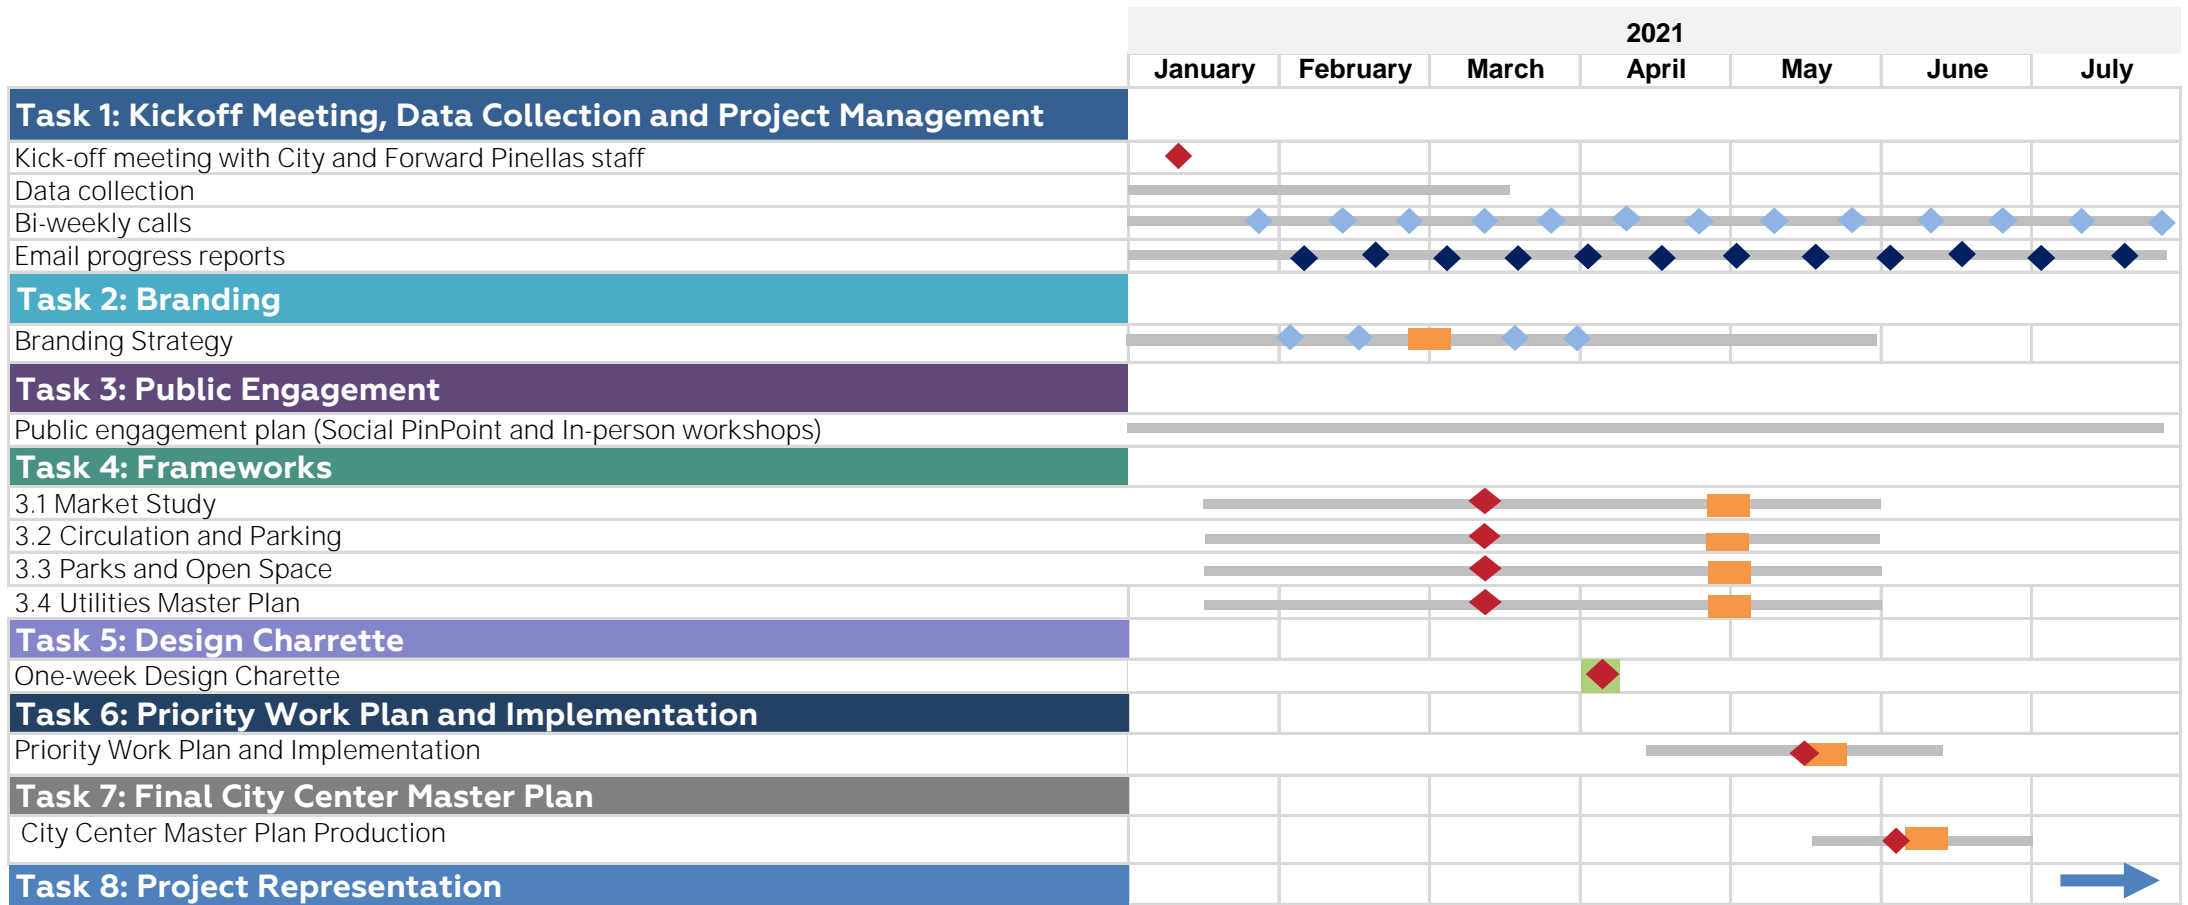 2021
January February March April May June July
Task 1: Kickoff Meeting, Data Collection and Project Management
Kick-off meeting with City and Forward Pinellas staff
Data collection
Bi-weekly calls
Email progress reports
Task 2: Branding
Branding Strategy
Task 3: Public Engagement
Public engagement plan (Social PinPoint and In-person workshops)
Task 4: Frameworks
3.1 Market Study
3.2 Circulation and Parking
3.3 Parks and Open Space
3.4 Utilities Master Plan
Task 5: Design Charrette
One-week Design Charette
Task 6: Priority Work Plan and Implementation
Priority Work Plan and Implementation
Task 7: Final City Center Master Plan
City Center Master Plan Production
Task 8: Project Representation